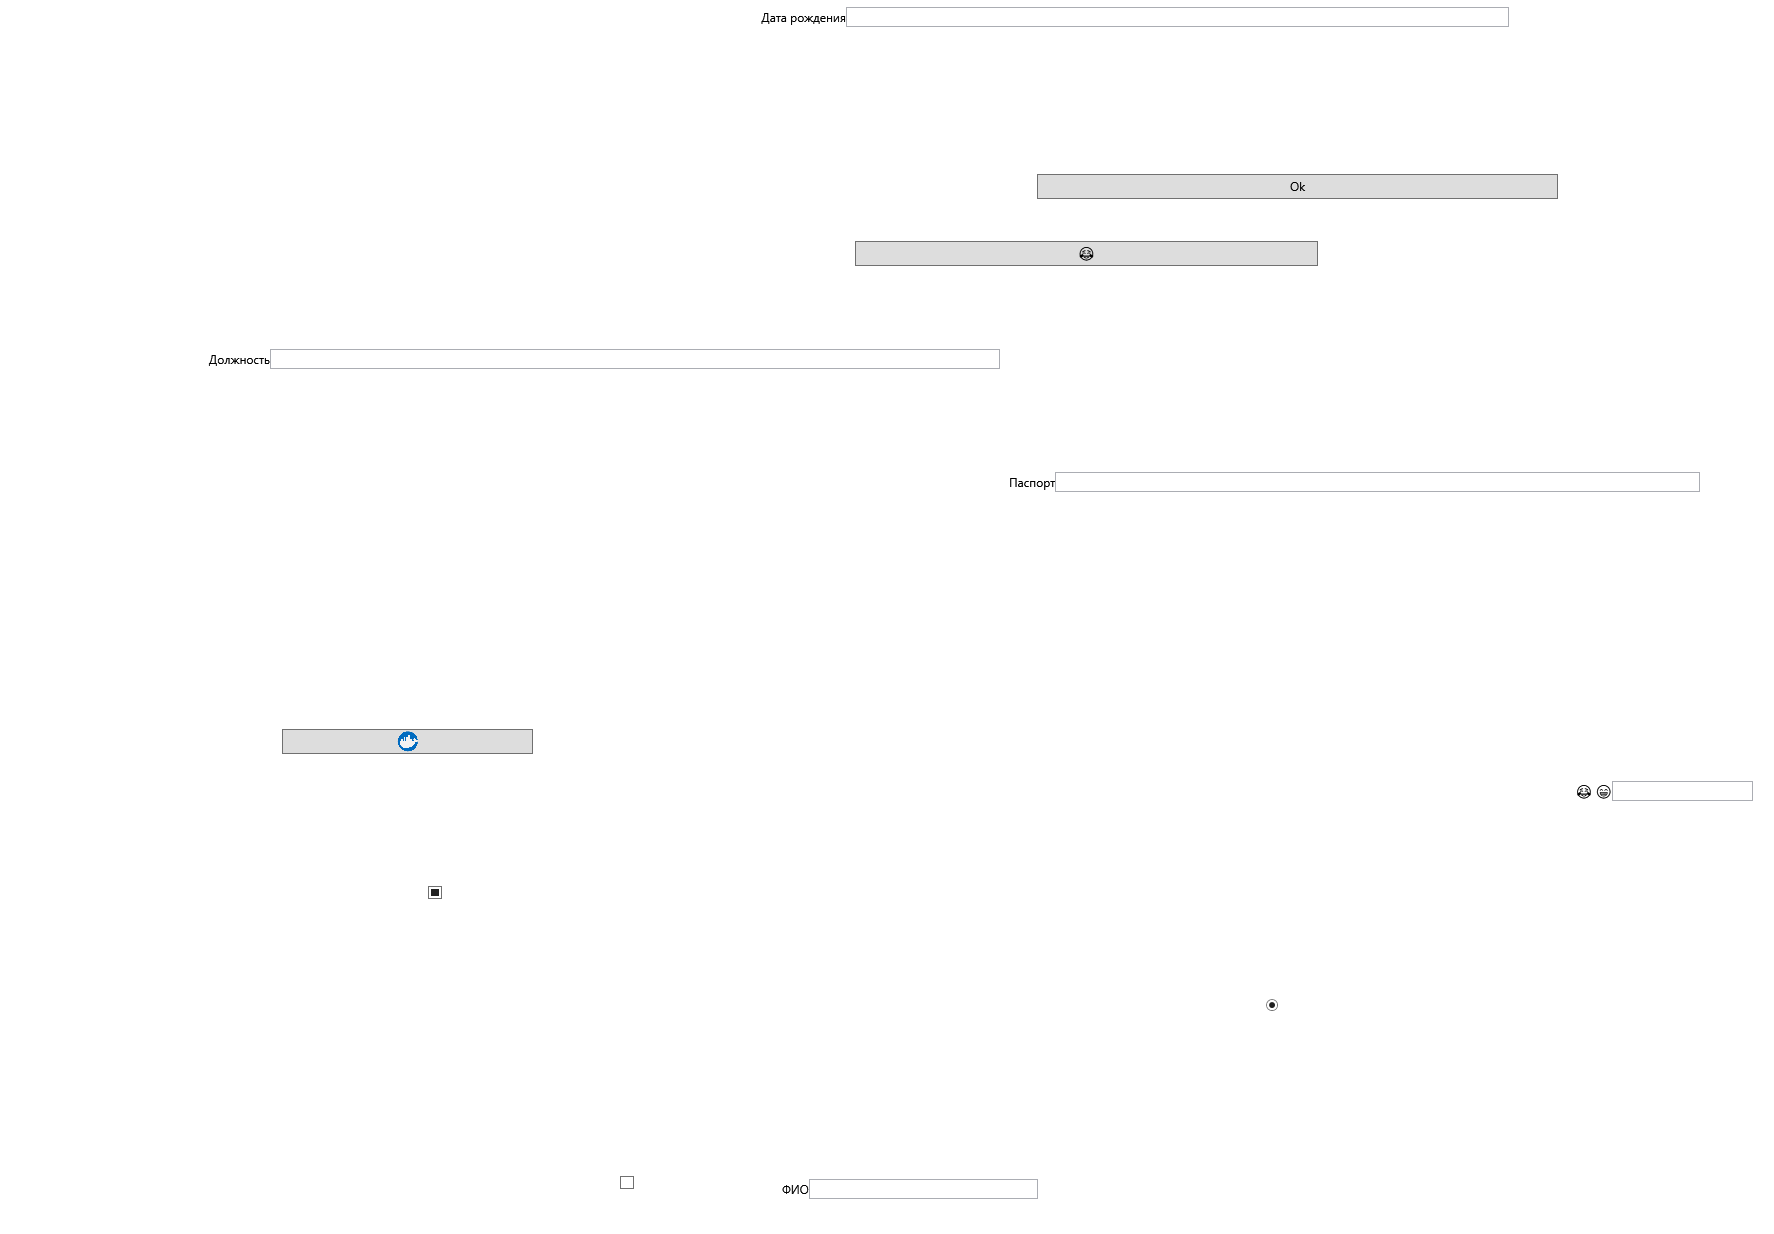 Дата рождения
Ok
🤣
Должность
Паспорт
🤣 😄
ФИО